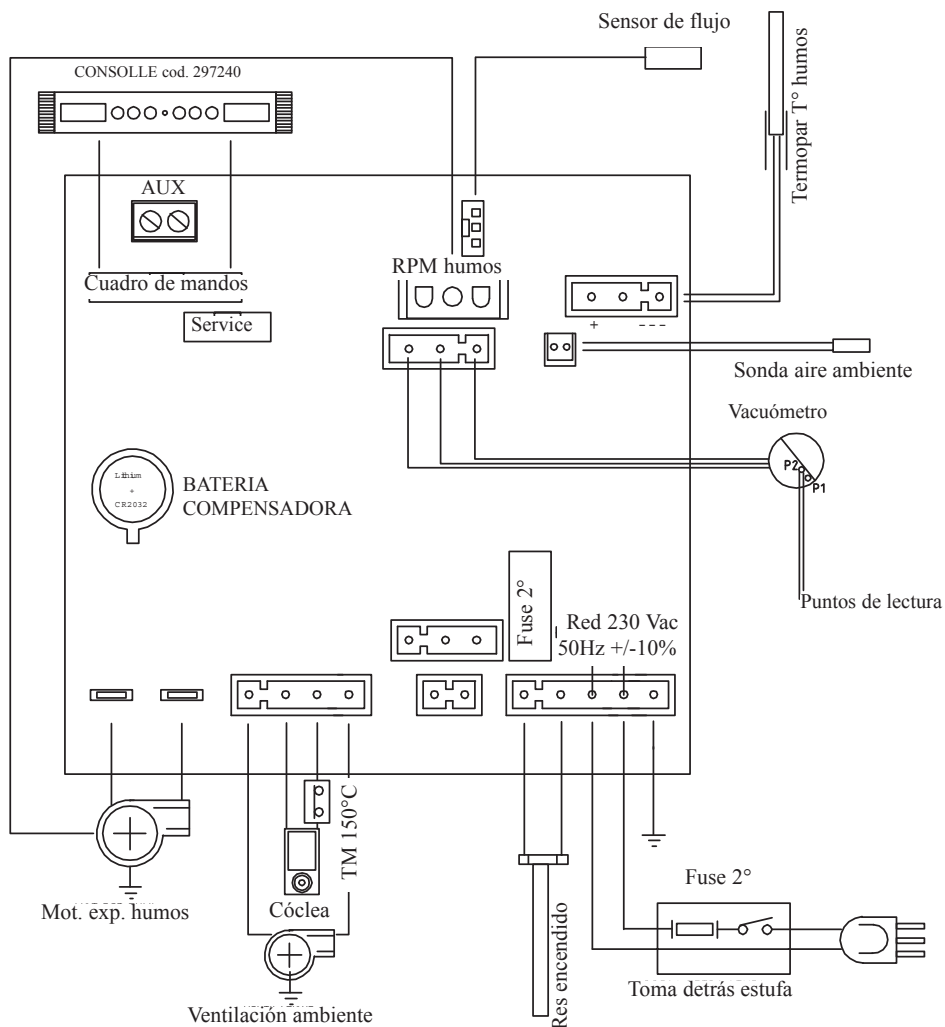 Sensor de flujo
CONSOLLE cod. 297240
Termopar T° humos
AUX
RPM humos
Cuadro de mandos
Service
+
---
Sonda aire ambiente
Vacuómetro
P2
P1
Lithium
+
CR2032
BATERIA
COMPENSADORA
Puntos de lectura
Fuse 2°
Red 230 Vac
50Hz +/-10%
TM 150°C
Mot. exp. humos
Cóclea
Ventilación ambiente
Res encendido
Fuse 2°
Toma detrás estufa